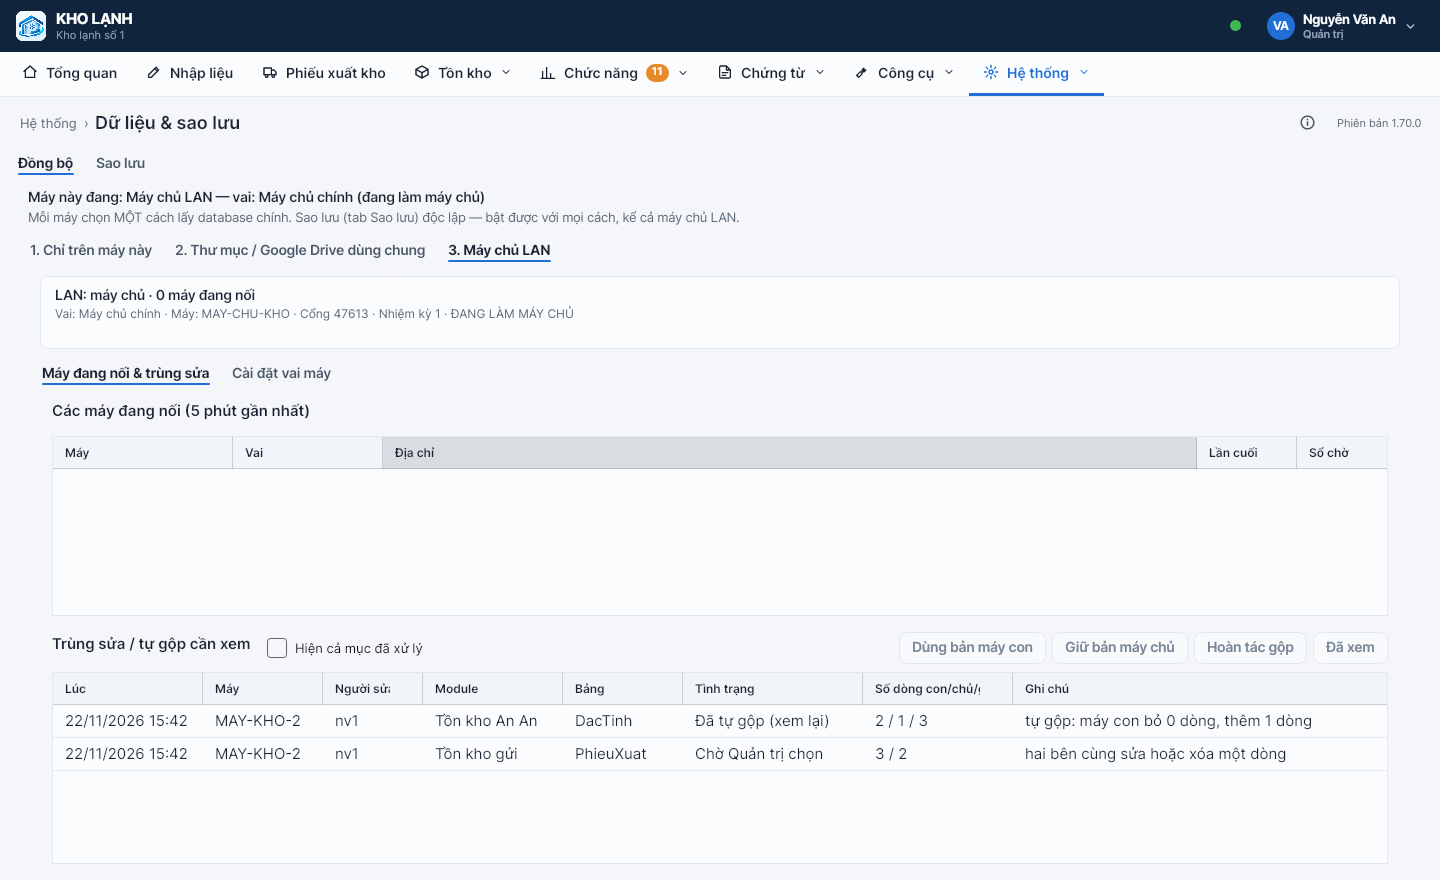 KHO LẠNH
Kho lạnh số 1
VA
Nguyễn Văn An
Quản trị
Tổng quan
Nhập liệu
Phiếu xuất kho
Tồn kho
Chức năng
11
Chứng từ
Công cụ
Hệ thống
Hệ thống › Dữ liệu & sao lưu
Phiên bản 1.70.0
Đồng bộ
Sao lưu
Máy này đang: Máy chủ LAN — vai: Máy chủ chính (đang làm máy chủ)
Mỗi máy chọn MỘT cách lấy database chính. Sao lưu (tab Sao lưu) độc lập — bật được với mọi cách, kể cả máy chủ LAN.
1. Chỉ trên máy này
2. Thư mục / Google Drive dùng chung
3. Máy chủ LAN
LAN: máy chủ · 0 máy đang nối
Vai: Máy chủ chính · Máy: MAY-CHU-KHO · Cổng 47613 · Nhiệm kỳ 1 · ĐANG LÀM MÁY CHỦ
Máy đang nối & trùng sửa
Cài đặt vai máy
Các máy đang nối (5 phút gần nhất)
Máy
Vai
Địa chỉ
Lần cuối
Sổ chờ
Trùng sửa / tự gộp cần xem
Hiện cả mục đã xử lý
Dùng bản máy con
Giữ bản máy chủ
Hoàn tác gộp
Đã xem
Lúc
Máy
Người sử
Module
Bảng
Tình trạng
Số dòng con/chủ/
Ghi chú
22/11/2026 15:42
MAY-KHO-2
nv1
Tồn kho An An
DacTinh
Đã tự gộp (xem lại)
2 / 1 / 3
tự gộp: máy con bỏ 0 dòng, thêm 1 dòng
22/11/2026 15:42
MAY-KHO-2
nv1
Tồn kho gửi
PhieuXuat
Chờ Quản trị chọn
3 / 2
hai bên cùng sửa hoặc xóa một dòng